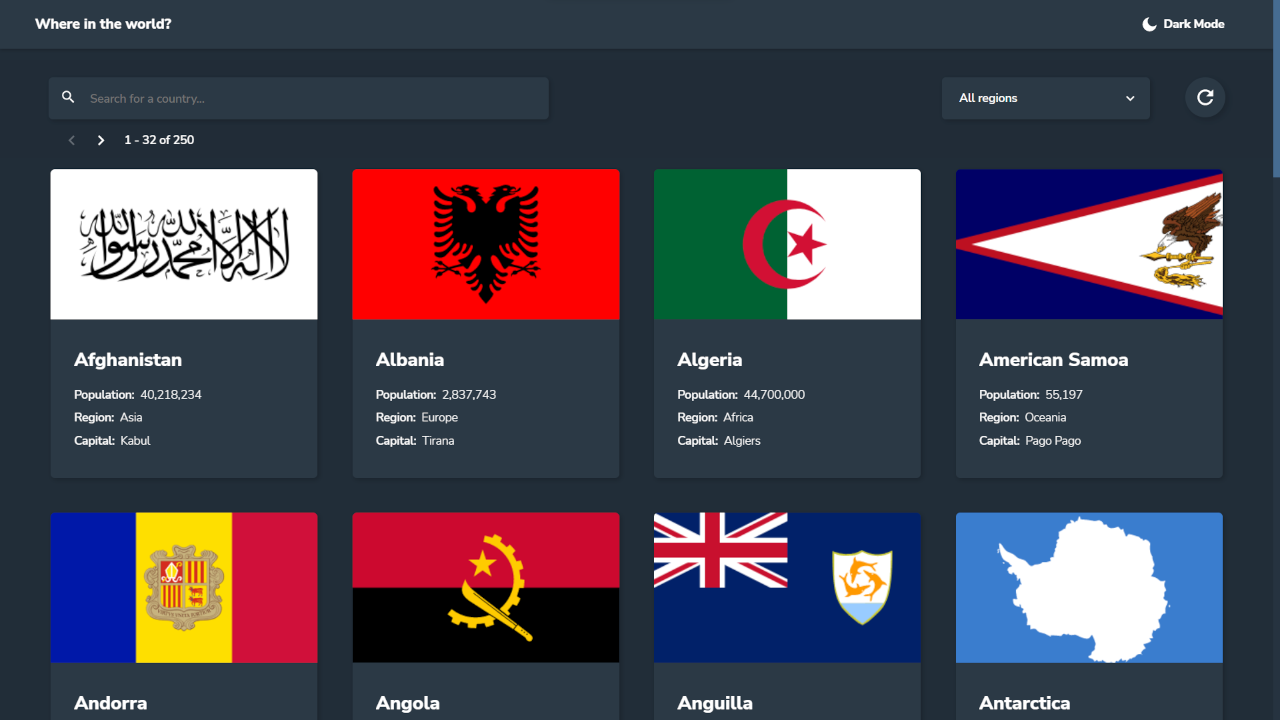 Where in the world?
Dark Mode
Search for a country...
All regions
1 - 32 of 250
لا إله إلا الله محمد رسول الله
Afghanistan
Population: 40,218,234
Region: Asia
Capital: Kabul
Albania
Population: 2,837,743
Region: Europe
Capital: Tirana
Algeria
Population: 44,700,000
Region: Africa
Capital: Algiers
American Samoa
Population: 55,197
Region: Oceania
Capital: Pago Pago
Andorra
Angola
Anguilla
Antarctica